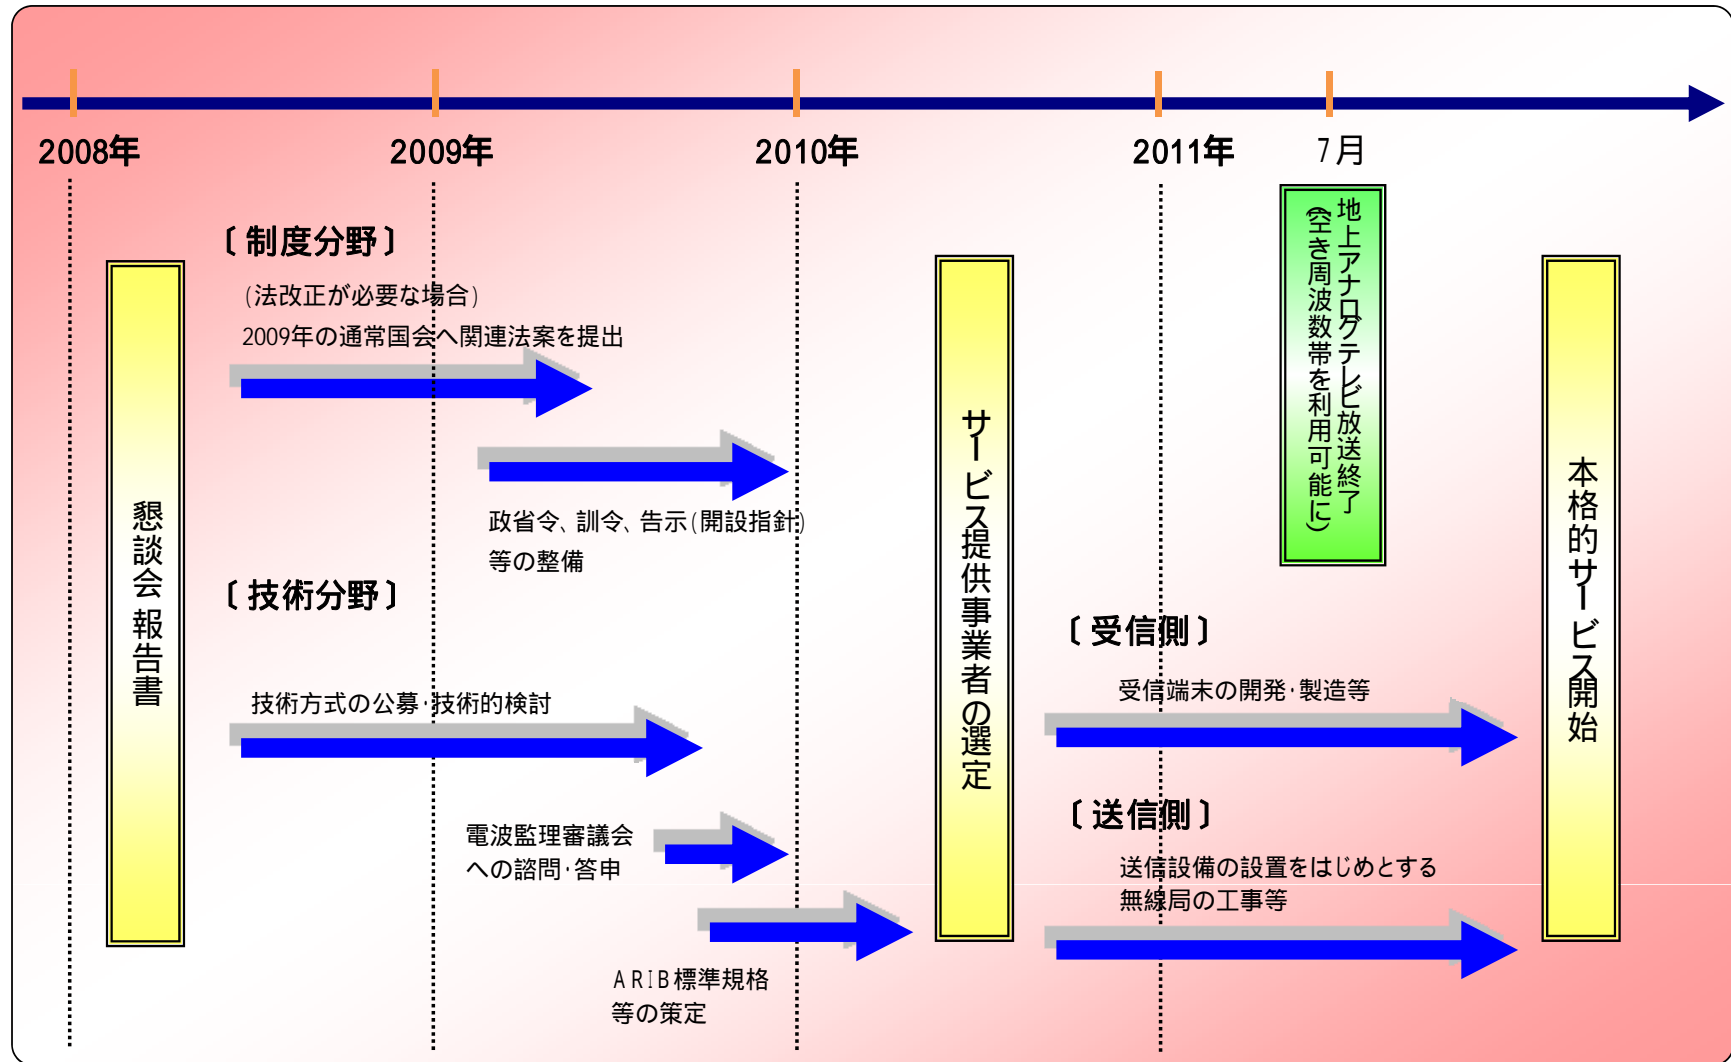 2008年
2009年
2010年
2011年
7月
〔制度分野〕
(法改正が必要な場合)
2009年の通常国会へ関連法案を提出
政省令、訓令、告示(開設指針)
等の整備
〔技術分野〕
技術方式の公募・技術的検討
電波監理審議会
への諮問・答申
ARIB標準規格
等の策定
懇談会報告書
サービス提供事業者の選定
地上アナログテレビ放送終了
(空き周波数帯を利用可能に)
〔受信側〕
受信端末の開発・製造等
〔送信側〕
送信設備の設置をはじめとする
無線局の工事等
本格的サービス開始